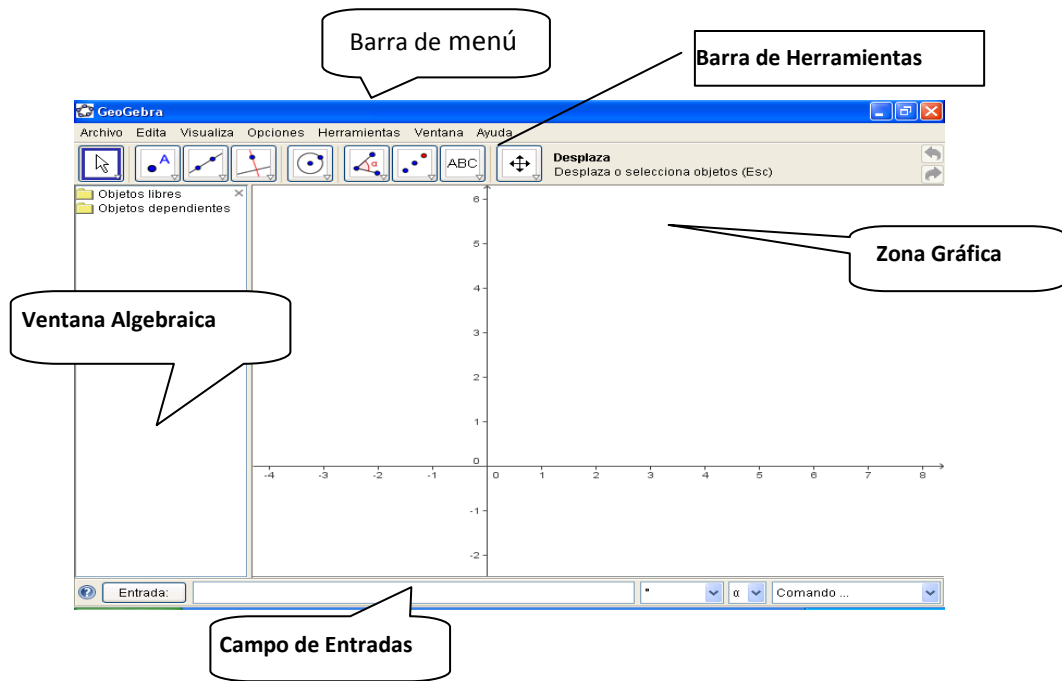 Barra de menú
Barra de Herramientas
GeoGebra
Archivo Edita Visualiza Opciones Herramientas Ventana Ayuda
A
α
ABC
Desplaza
Desplaza o selecciona objetos (Esc)
Objetos libres
Objetos dependientes
Zona Gráfica
Ventana Algebraica
6
5
4
3
2
1
0
-4 -3 -2 -1 0 1 2 3 4 5 6 7 8
-1
-2
Entrada: α Comando ...
Campo de Entradas